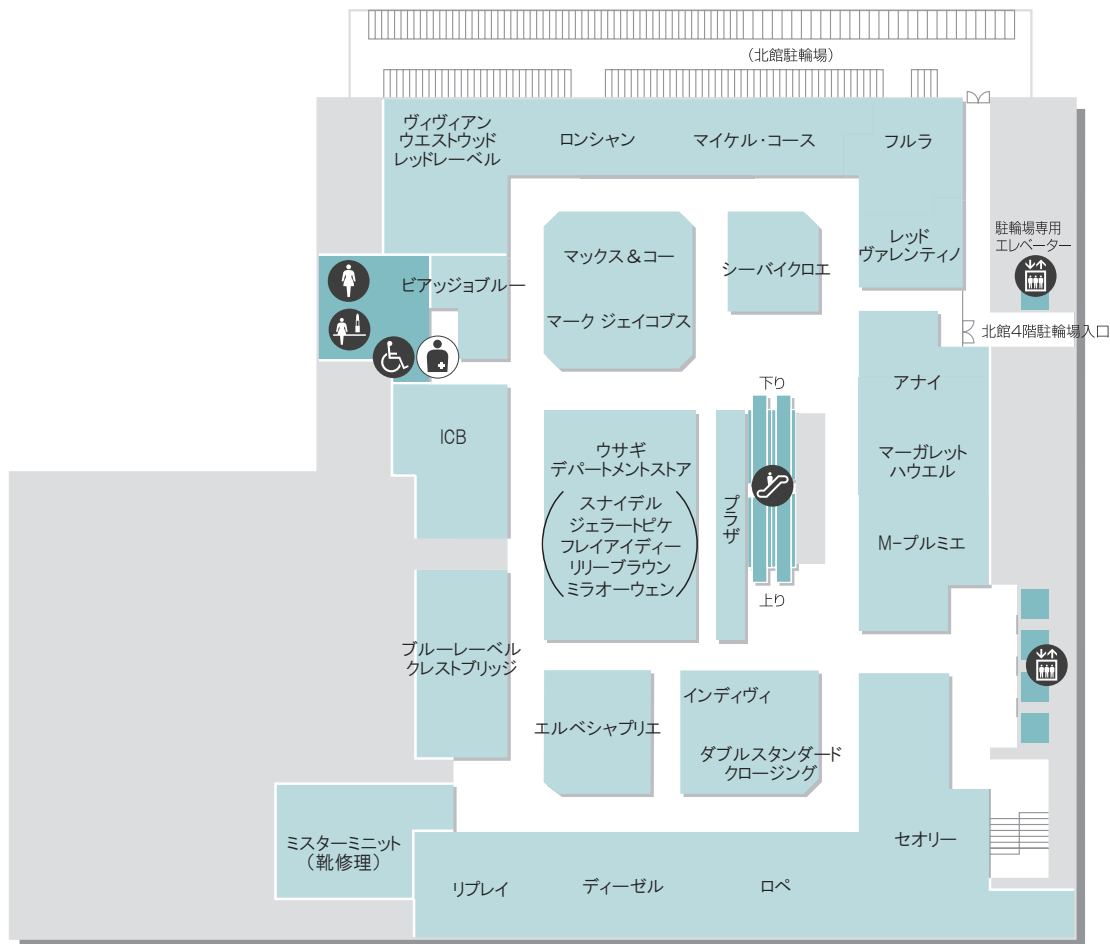 (北館駐輪場)
ヴィヴィアン
ウエストウッド
レッドレーベル
ロンシャン
マイケル・コース
フルラ
レッド
ヴァレンティノ
駐輪場専用
エレベーター
マックス&コー
シーバイクロエ
ビアッジョブルー
マーク ジェイコブス
北館4階駐輪場入口
下り
アナイ
ICB
ウサギ
デパートメントストア
スナイデル
ジェラートピケ
フレイアイディー
リリーブラウン
ミラオーウェン
プラザ
マーガレット
ハウエル
M-プルミエ
上り
ブルーレーベル
クレストブリッジ
エルベシャプリエ
インディヴィ
ダブルスタンダード
クロージング
ミスターミニット
(靴修理)
セオリー
リプレイ
ディーゼル
ロペ